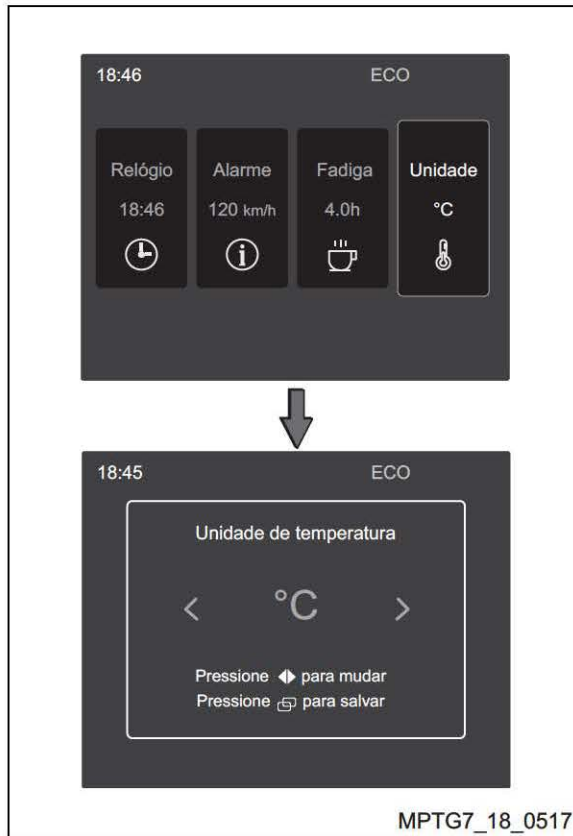 18:46 ECO
Relógio Alarme Fadiga Unidade
18:46 120 km/h 4.0h °C
18:45 ECO
Unidade de temperatura
< °C >
Pressione para mudar
Pressione para salvar
MPTG7_18_0517